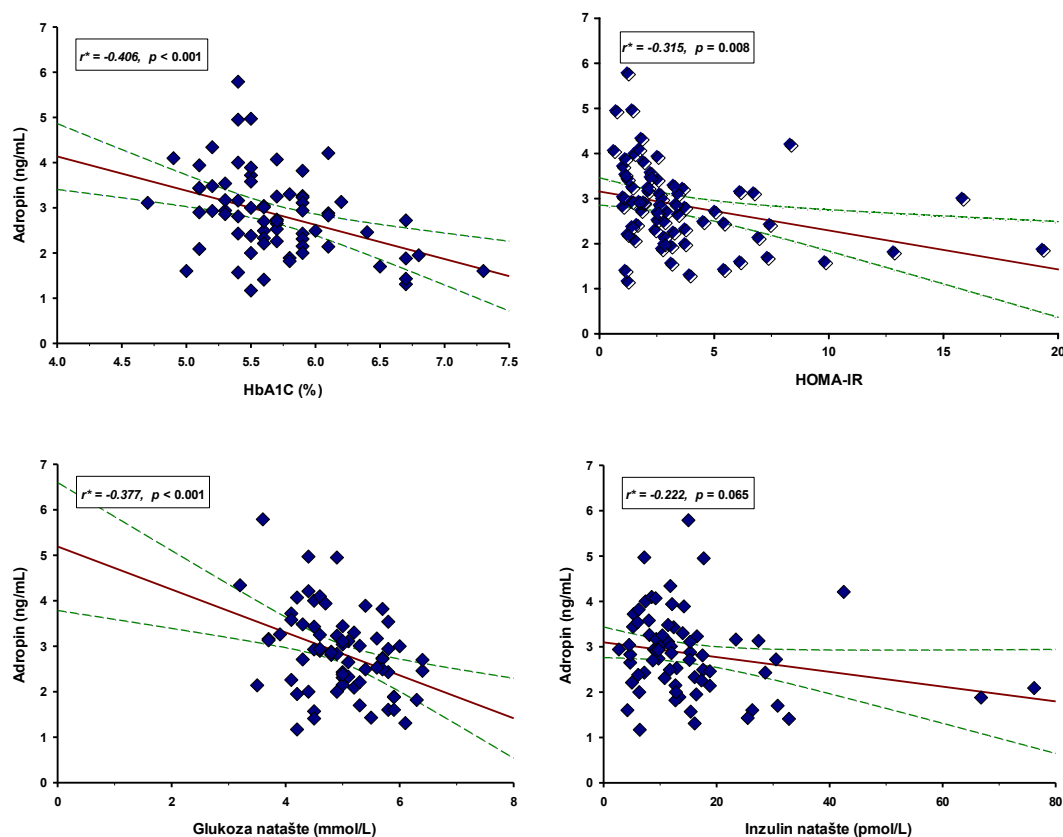 r* = -0.406, p < 0.001
Adropin (ng/mL)
7
6
5
4
3
2
1
0
4.0 4.5 5.0 5.5 6.0 6.5 7.0 7.5
HbA1C (%)
r* = -0.315, p = 0.008
Adropin (ng/mL)
7
6
5
4
3
2
1
0
0 5 10 15 20
HOMA-IR
r* = -0.377, p < 0.001
Adropin (ng/mL)
7
6
5
4
3
2
1
0
0 2 4 6 8
Glukoza natašte (mmol/L)
r* = -0.222, p = 0.065
Adropin (ng/mL)
7
6
5
4
3
2
1
0
0 20 40 60 80
Inzulin natašte (pmol/L)